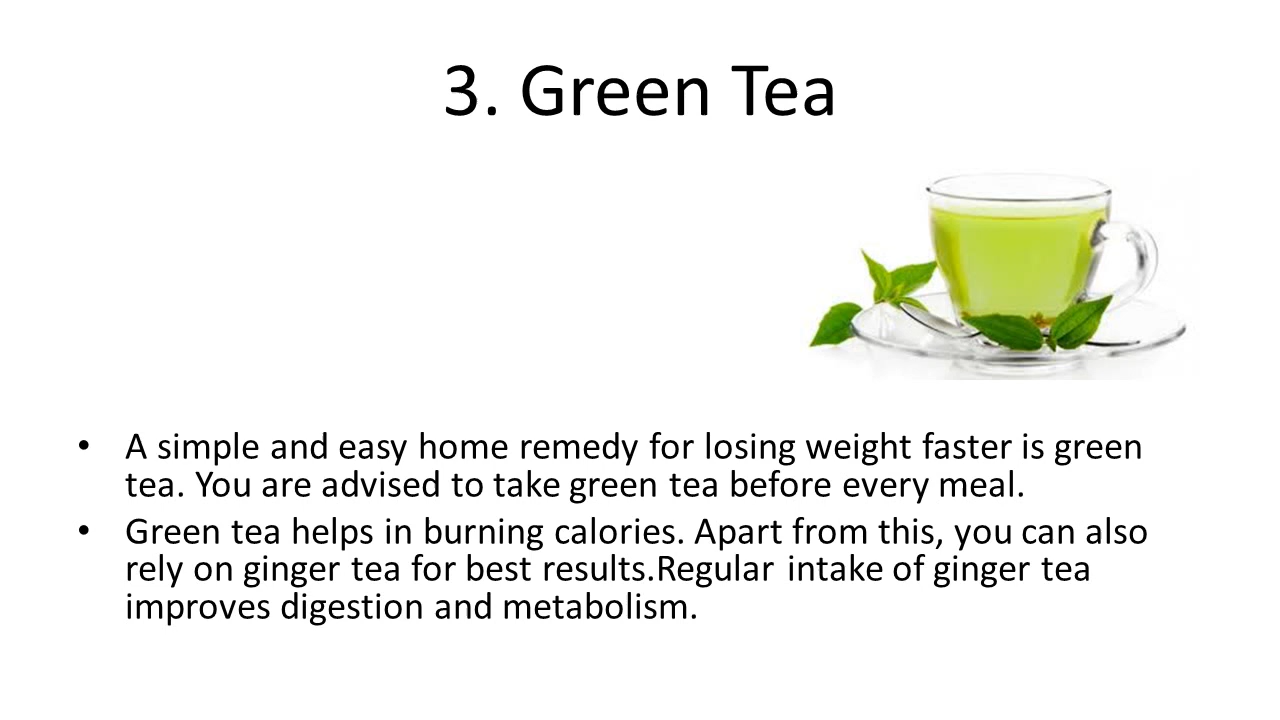 3. Green Tea
• A simple and easy home remedy for losing weight faster is green
tea. You are advised to take green tea before every meal.
• Green tea helps in burning calories. Apart from this, you can also
rely on ginger tea for best results.Regular intake of ginger tea
improves digestion and metabolism.